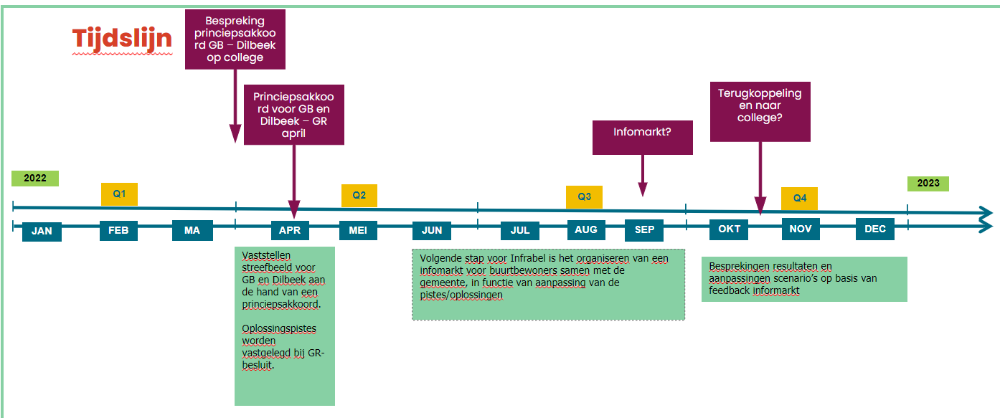 Tijdslijn
Bespreking
princiepsakkoo
rd GB – Dilbeek
op college
Princiepsakkoo
rd voor GB en
Dilbeek – GR
april
Infomarkt?
Terugkoppeling
en naar
college?
2022
Q1
Q2
Q3
Q4
2023
JAN
FEB
MA
APR
MEI
JUN
JUL
AUG
SEP
OKT
NOV
DEC
Vaststellen
streefbeeld voor
GB en Dilbeek aan
de hand van een
princiepsakkoord.
Oplossingspistes
worden
vastgelegd bij GR-
besluit.
Volgende stap voor Infrabel is het organiseren van een
infomarkt voor buurtbewoners samen met de
gemeente, in functie van aanpassing van de
pistes/oplossingen
Besprekingen resultaten en
aanpassingen scenario's op basis van
feedback informarkt